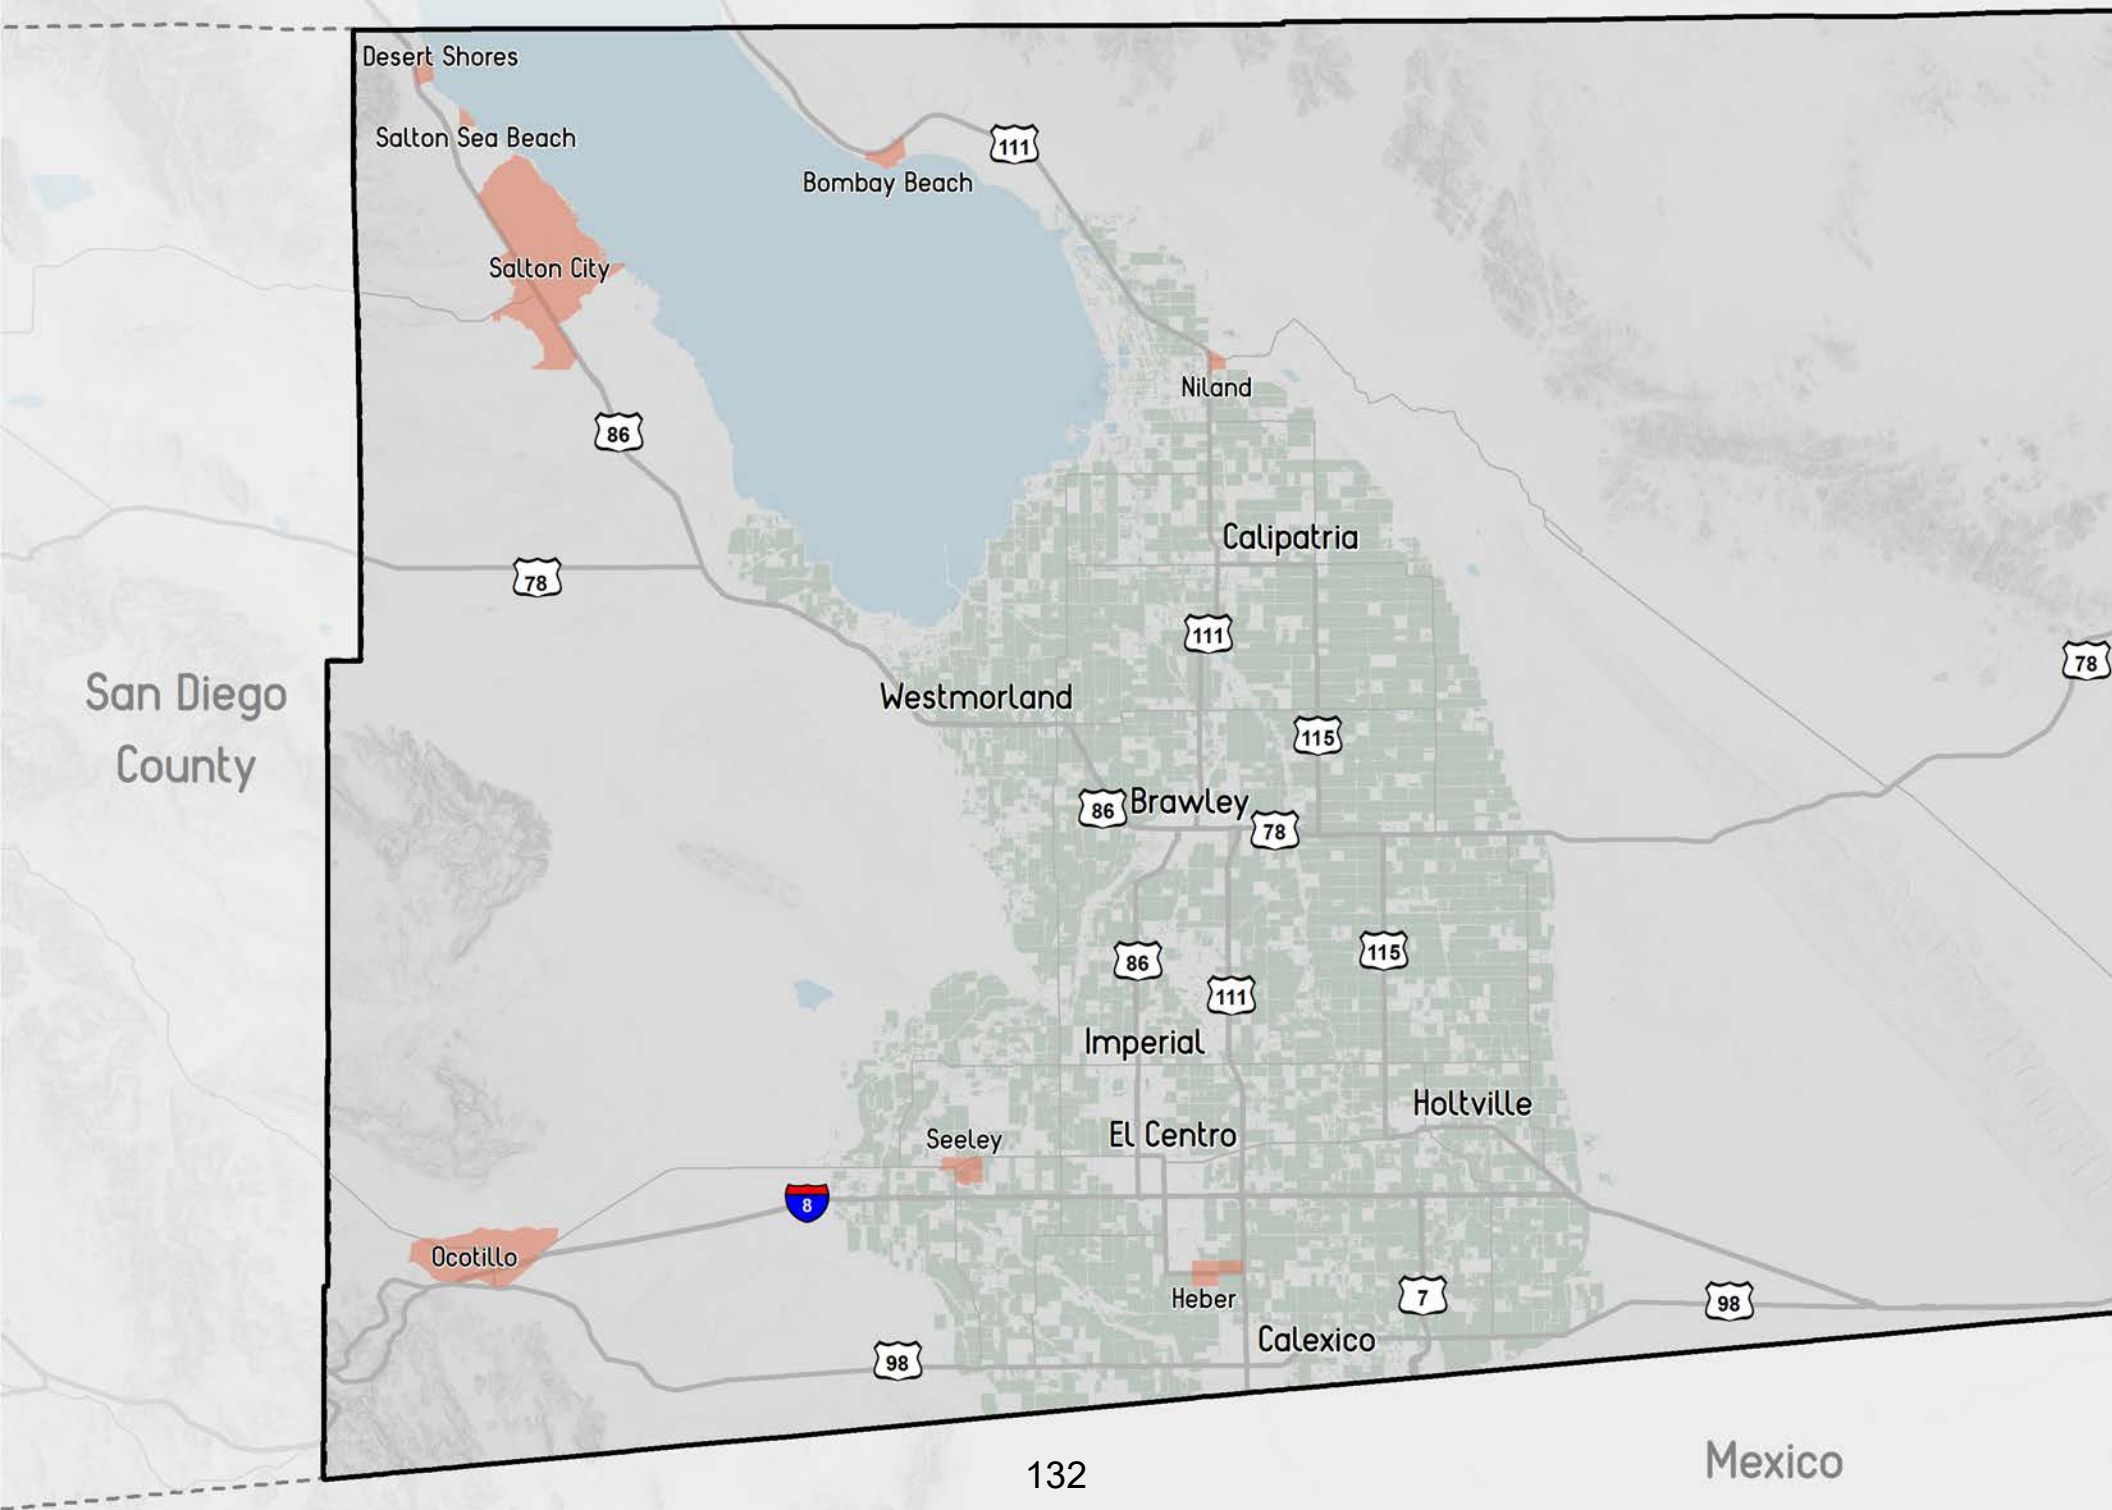 Desert Shores
Salton Sea Beach
111
Bombay Beach
Salton City
Niland
86
Calipatria
78
111
78
San Diego
County
Westmorland
115
86
Brawley
78
115
86
111
Imperial
Holtville
Seeley
El Centro
8
Ocotillo
Heber
7
98
Calexico
98
Mexico
132